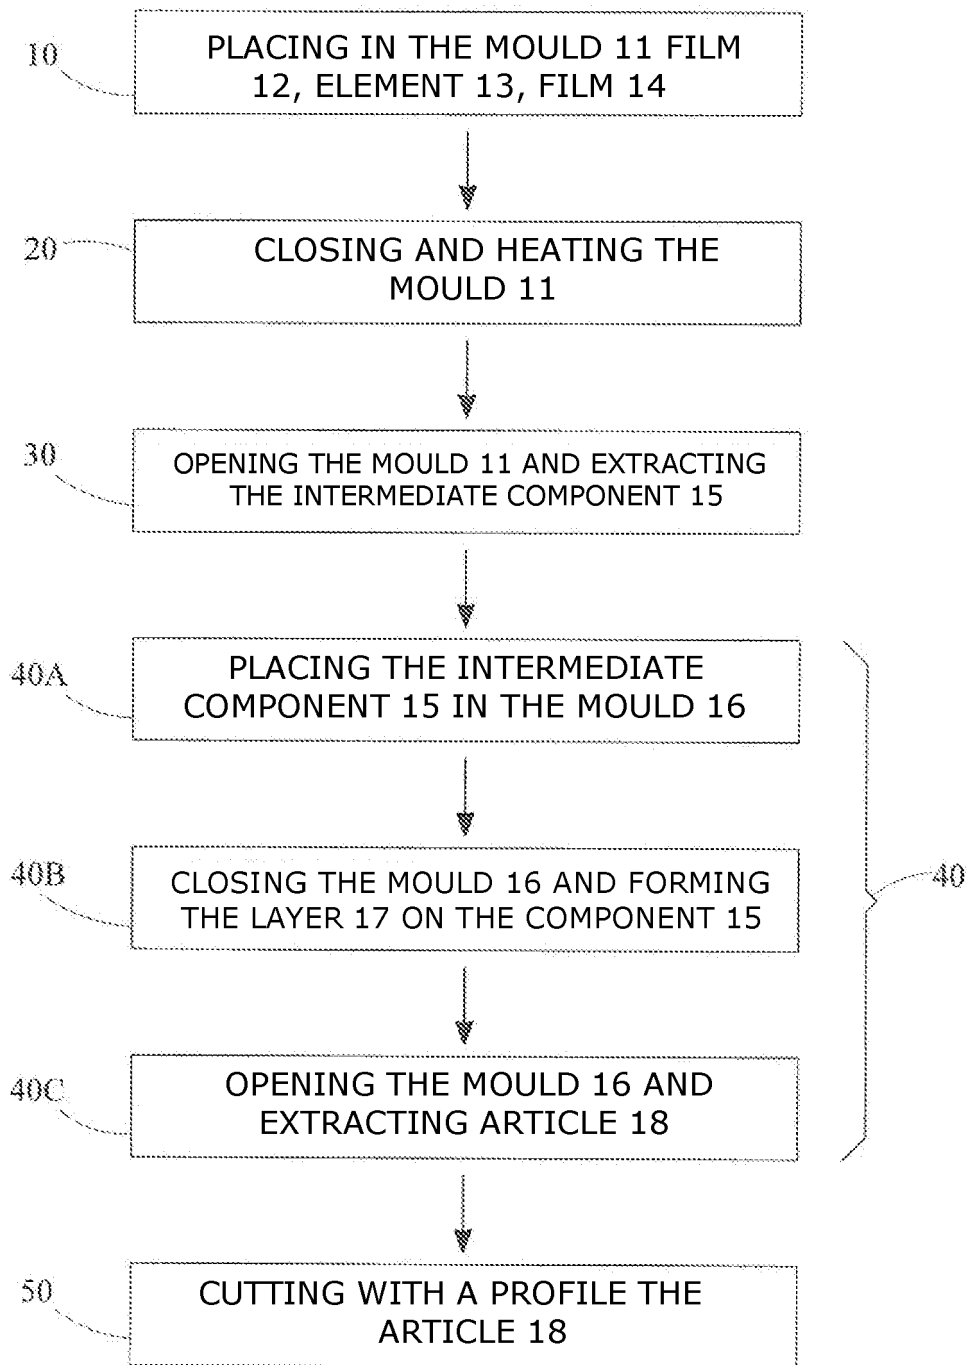 10
PLACING IN THE MOULD 11 FILM
12, ELEMENT 13, FILM 14
20
CLOSING AND HEATING THE
MOULD 11
30
OPENING THE MOULD 11 AND EXTRACTING
THE INTERMEDIATE COMPONENT 15
40A
PLACING THE INTERMEDIATE
COMPONENT 15 IN THE MOULD 16
40B
CLOSING THE MOULD 16 AND FORMING
THE LAYER 17 ON THE COMPONENT 15
40
40C
OPENING THE MOULD 16 AND
EXTRACTING ARTICLE 18
50
CUTTING WITH A PROFILE THE
ARTICLE 18